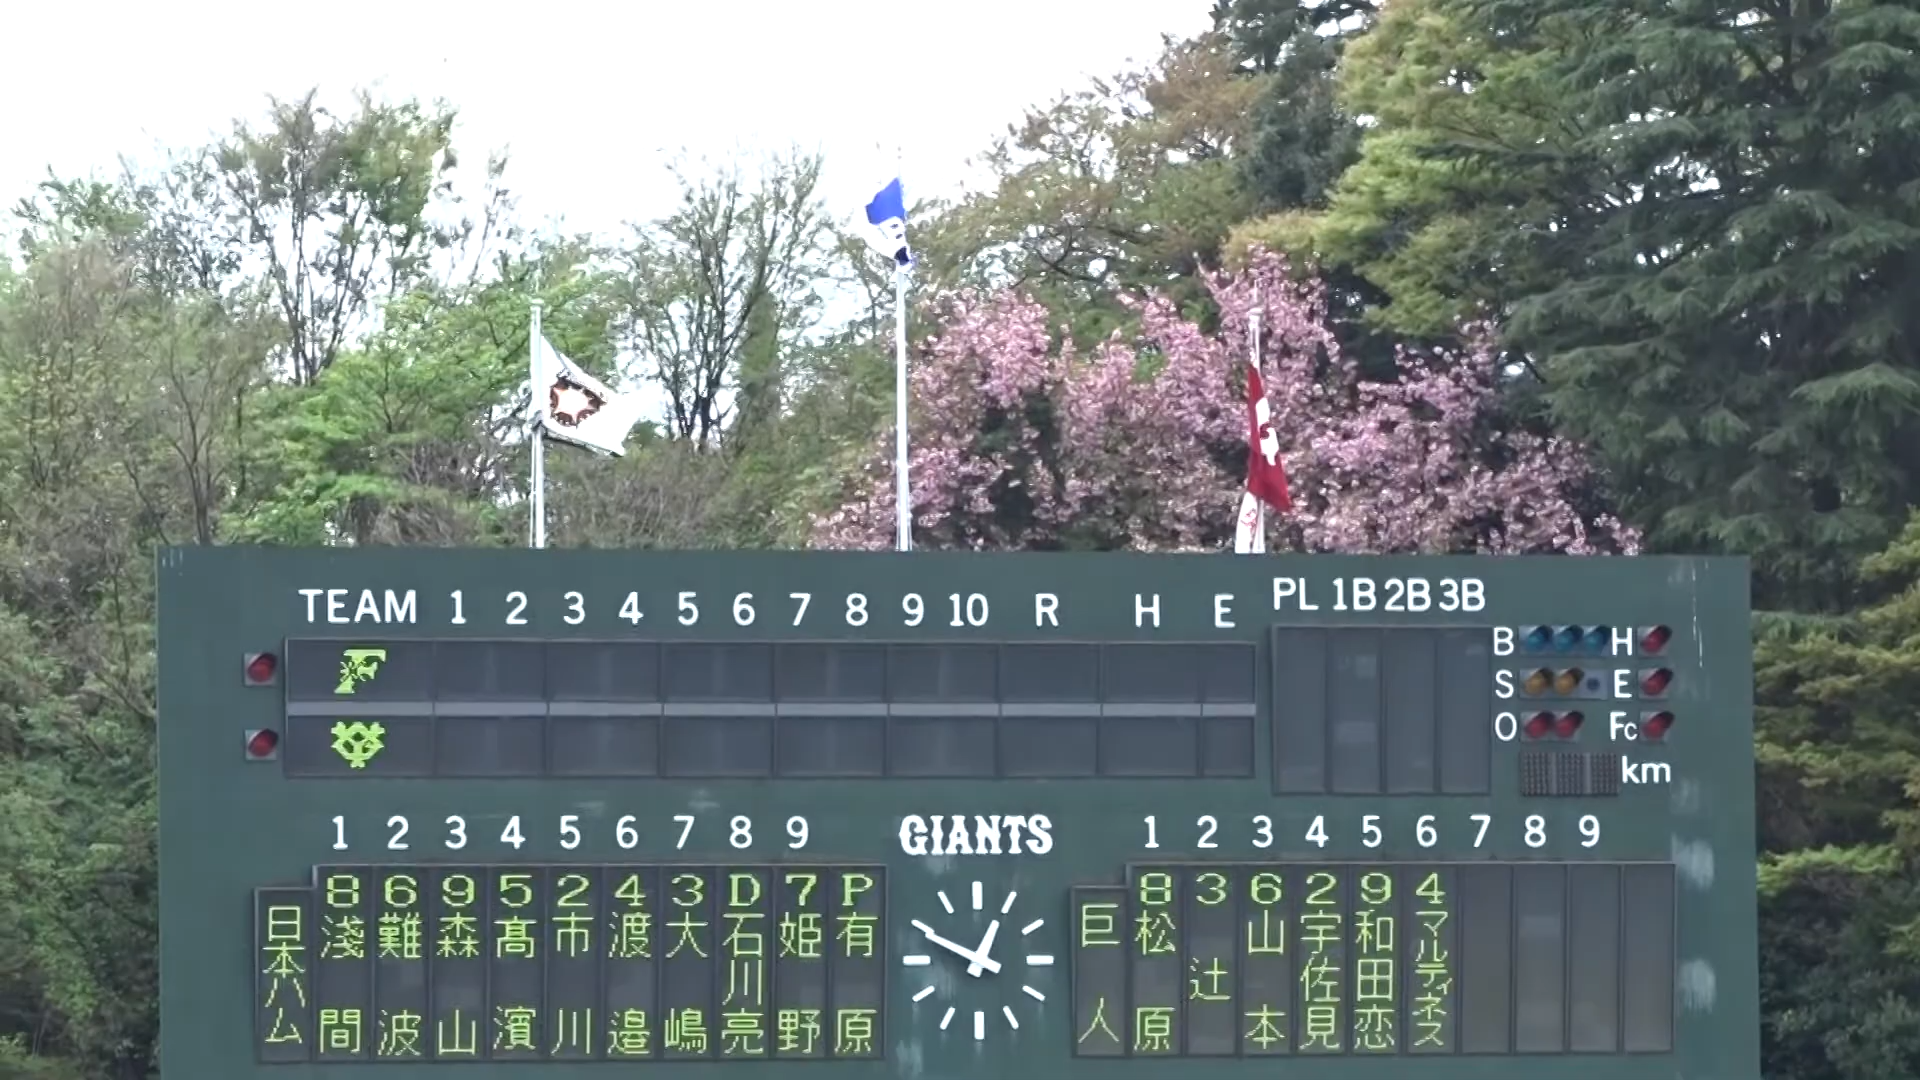 TEAM 1 2 3 4 5 6 7 8 9 10 R H E
PL 1B 2B 3B
B H
S E
O Fc
km
F
1 2 3 4 5 6 7 8 9
GIANTS
1 2 3 4 5 6 7 8 9
日本ハム
8 淺間
6 難波
9 森山
5 髙濱
2 市川
4 渡邉
3 大嶋
D 石川亮
7 姫野
P 有原
巨人
8 松原
3 辻
6 山本
2 宇佐見
9 和田恋
4 マルティネス